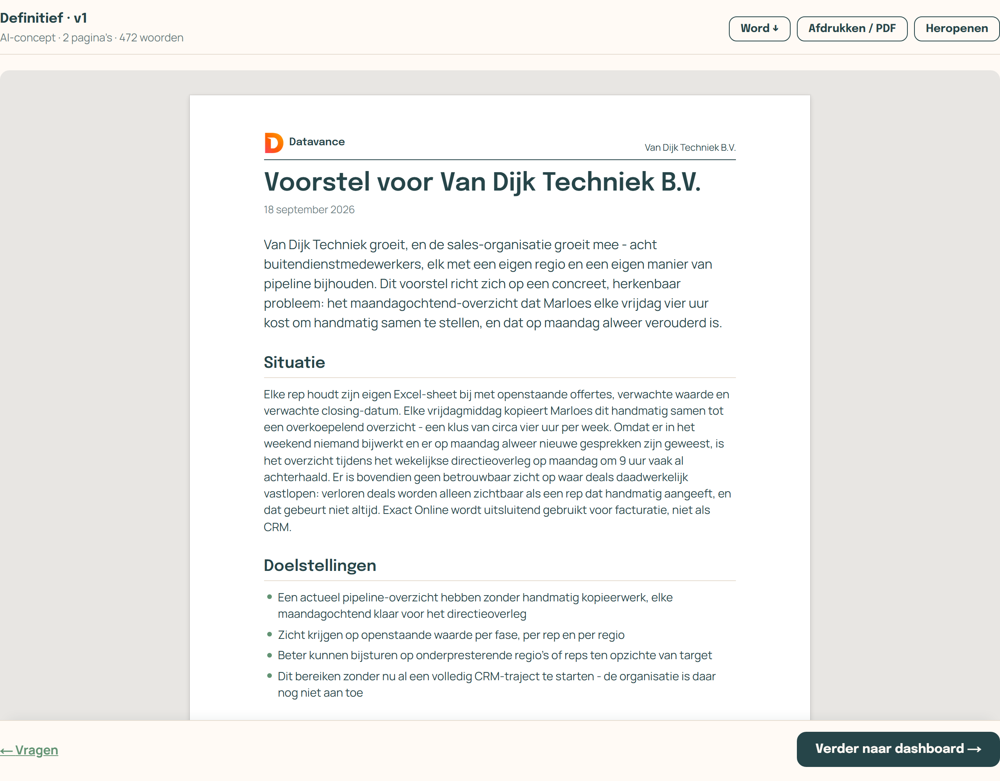 Definitief · v1
AI-concept · 2 pagina's · 472 woorden
Word ↓
Afdrukken / PDF
Heropenen
Datavance
Van Dijk Techniek B.V.
Voorstel voor Van Dijk Techniek B.V.
18 september 2026
Van Dijk Techniek groeit, en de sales-organisatie groeit mee - acht
buitendienstmedewerkers, elk met een eigen regio en een eigen manier van
pipeline bijhouden. Dit voorstel richt zich op een concreet, herkenbaar
probleem: het maandagochtend-overzicht dat Marloes elke vrijdag vier uur
kost om handmatig samen te stellen, en dat op maandag alweer verouderd is.
Situatie
Elke rep houdt zijn eigen Excel-sheet bij met openstaande offertes, verwachte waarde en
verwachte closing-datum. Elke vrijdagmiddag kopieert Marloes dit handmatig samen tot
een overkoepelend overzicht - een klus van circa vier uur per week. Omdat er in het
weekend niemand bijwerkt en er op maandag alweer nieuwe gesprekken zijn geweest, is
het overzicht tijdens het wekelijkse directieoverleg op maandag om 9 uur vaak al
achterhaald. Er is bovendien geen betrouwbaar zicht op waar deals daadwerkelijk
vastlopen: verloren deals worden alleen zichtbaar als een rep dat handmatig aangeeft, en
dat gebeurt niet altijd. Exact Online wordt uitsluitend gebruikt voor facturatie, niet als
CRM.
Doelstellingen
• Een actueel pipeline-overzicht hebben zonder handmatig kopieerwerk, elke
maandagochtend klaar voor het directieoverleg
• Zicht krijgen op openstaande waarde per fase, per rep en per regio
• Beter kunnen bijsturen op onderpresterende regio's of reps ten opzichte van target
• Dit bereiken zonder nu al een volledig CRM-traject te starten - de organisatie is daar
nog niet aan toe
← Vragen
Verder naar dashboard →